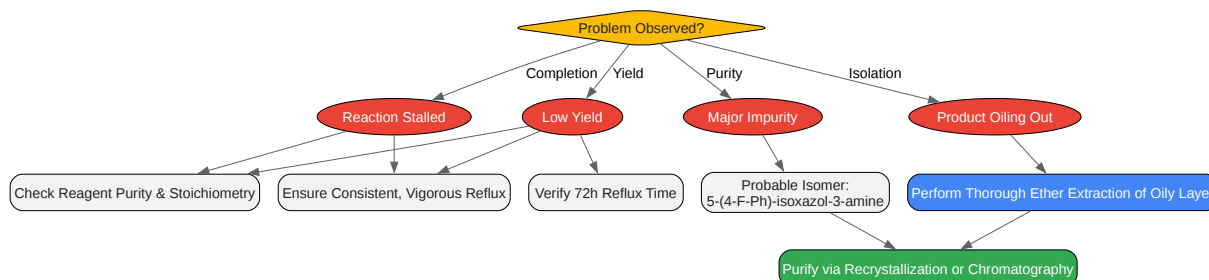 Problem Observed?
Completion
Yield
Purity
Isolation
Reaction Stalled
Low Yield
Major Impurity
Product Oiling Out
Check Reagent Purity & Stoichiometry
Ensure Consistent, Vigorous Reflux
Verify 72h Reflux Time
Probable Isomer:
5-(4-F-Ph)-isoxazol-3-amine
Perform Thorough Ether Extraction of Oily Layer
Purify via Recrystallization or Chromatography